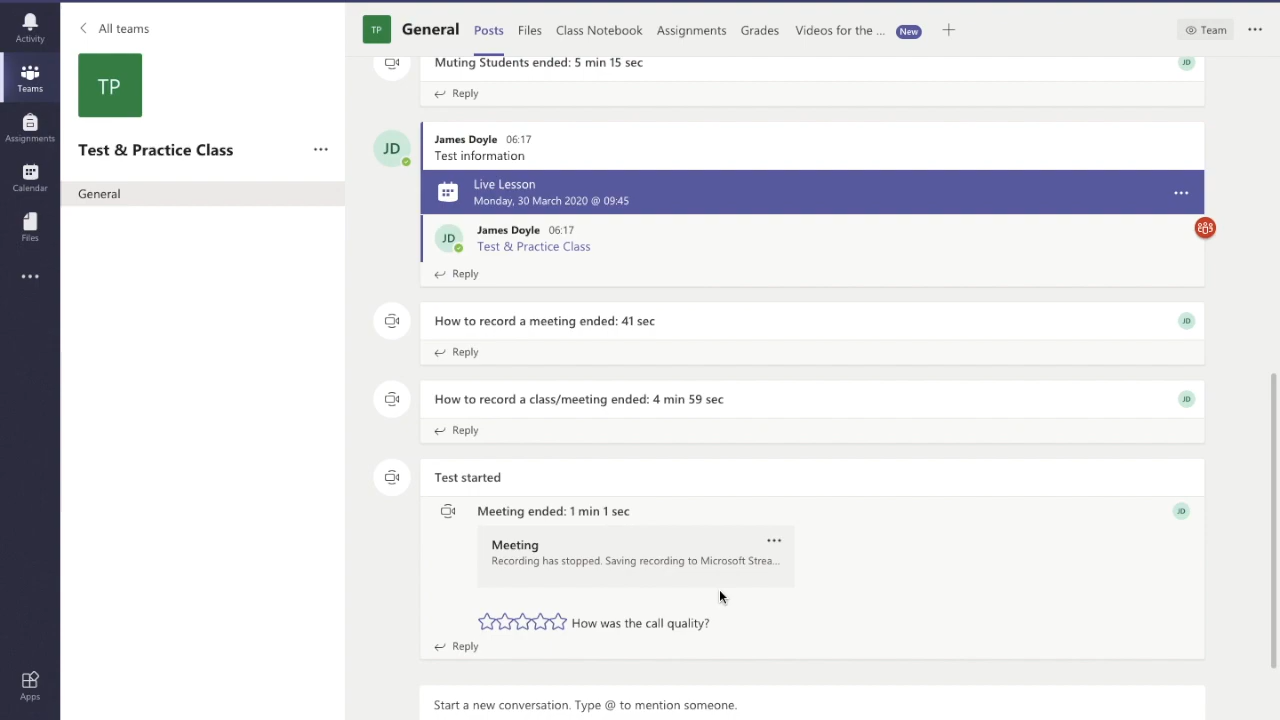 Activity
Teams
Assignments
Calendar
Files
Apps
All teams
TP
Test & Practice Class
General
TP
General
Posts
Files
Class Notebook
Assignments
Grades
Videos for the ...
New
Team
Muting Students ended: 5 min 15 sec
JD
Reply
JD
James Doyle 06:17
Test information
Live Lesson
Monday, 30 March 2020 @ 09:45
JD
James Doyle 06:17
Test & Practice Class
Reply
How to record a meeting ended: 41 sec
JD
Reply
How to record a class/meeting ended: 4 min 59 sec
JD
Reply
Test started
Meeting ended: 1 min 1 sec
JD
Meeting
Recording has stopped. Saving recording to Microsoft Strea...
How was the call quality?
Reply
Start a new conversation. Type @ to mention someone.